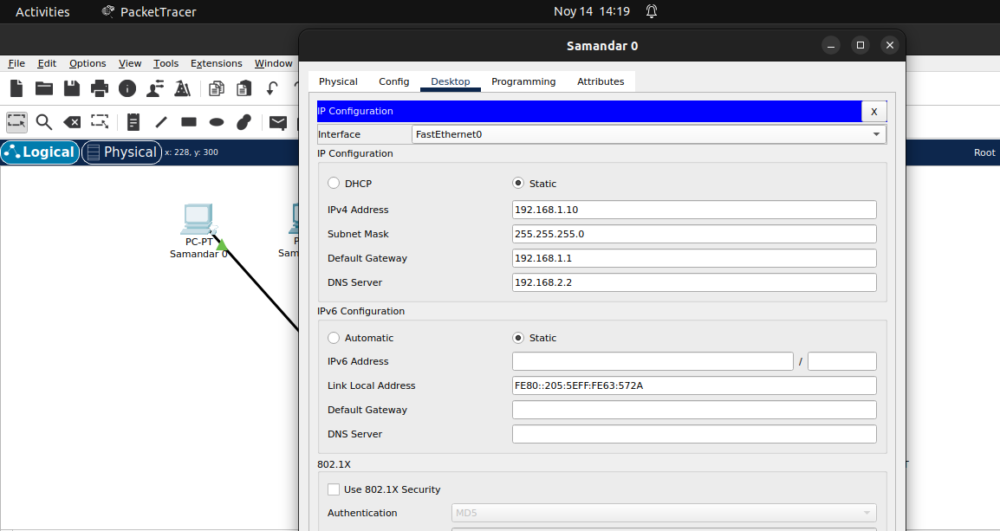 Activities PacketTracer Noy 14 14:19
Samandar 0
File Edit Options View Tools Extensions Window
Physical Config Desktop Programming Attributes
IP Configuration X
Interface FastEthernet0
IP Configuration
Logical Physical x: 228, y: 300 Root
DHCP Static
IPv4 Address 192.168.1.10
Subnet Mask 255.255.255.0
Default Gateway 192.168.1.1
DNS Server 192.168.2.2
PC-PT
Samandar 0
Sam
IPv6 Configuration
Automatic Static
IPv6 Address /
Link Local Address FE80::205:5EFF:FE63:572A
Default Gateway
DNS Server
802.1X
Use 802.1X Security
Authentication MD5